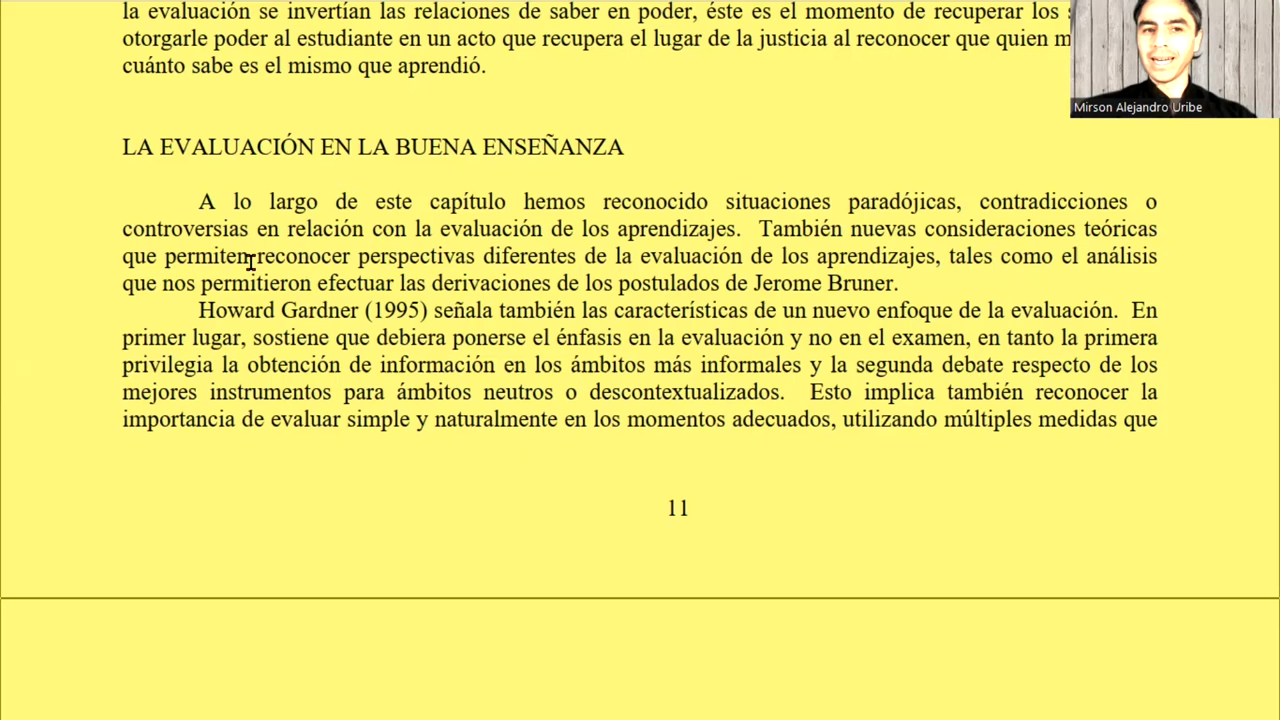 la evaluación se invertían las relaciones de saber en poder, éste es el momento de recuperar los
otorgarle poder al estudiante en un acto que recupera el lugar de la justicia al reconocer que quien
cuánto sabe es el mismo que aprendió.
Mirson Alejandro Uribe
LA EVALUACIÓN EN LA BUENA ENSEÑANZA
A lo largo de este capítulo hemos reconocido situaciones paradójicas, contradicciones o
controversias en relación con la evaluación de los aprendizajes. También nuevas consideraciones teóricas
que permiten reconocer perspectivas diferentes de la evaluación de los aprendizajes, tales como el análisis
que nos permitieron efectuar las derivaciones de los postulados de Jerome Bruner.
Howard Gardner (1995) señala también las características de un nuevo enfoque de la evaluación. En
primer lugar, sostiene que debiera ponerse el énfasis en la evaluación y no en el examen, en tanto la primera
privilegia la obtención de información en los ámbitos más informales y la segunda debate respecto de los
mejores instrumentos para ámbitos neutros o descontextualizados. Esto implica también reconocer la
importancia de evaluar simple y naturalmente en los momentos adecuados, utilizando múltiples medidas que
11